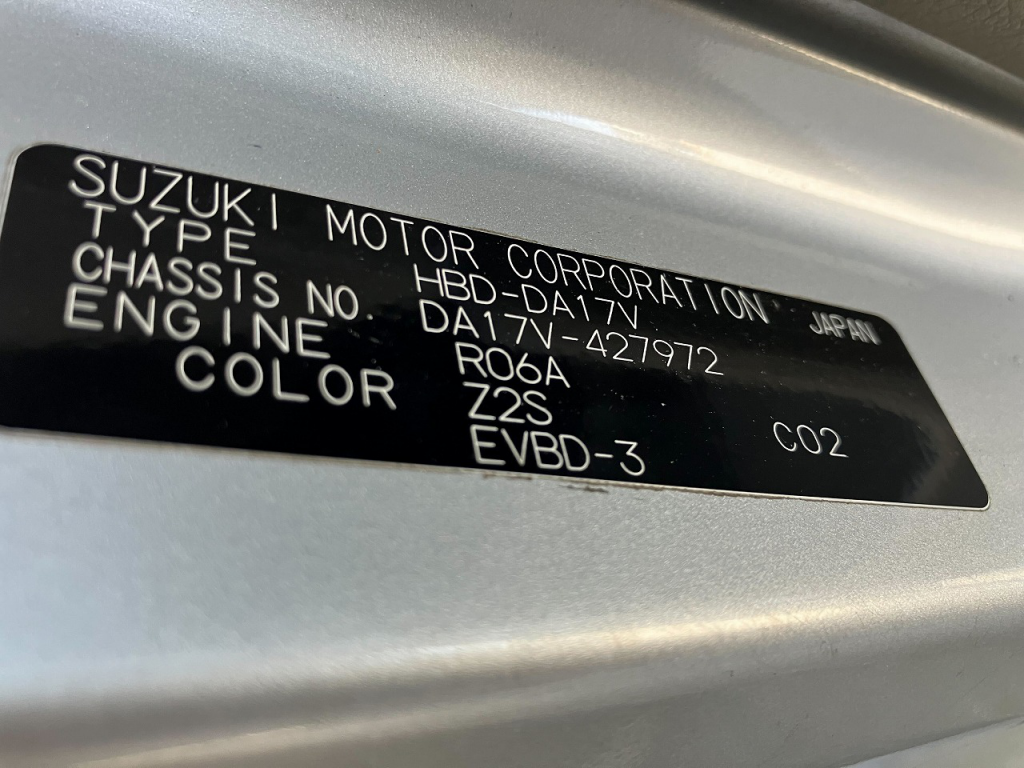 SUZUKI MOTOR CORPORATION JAPAN
TYPE HBD-DA17V
CHASSIS NO. DA17V-427972
ENGINE R06A
COLOR Z2S
EVBD-3 C02